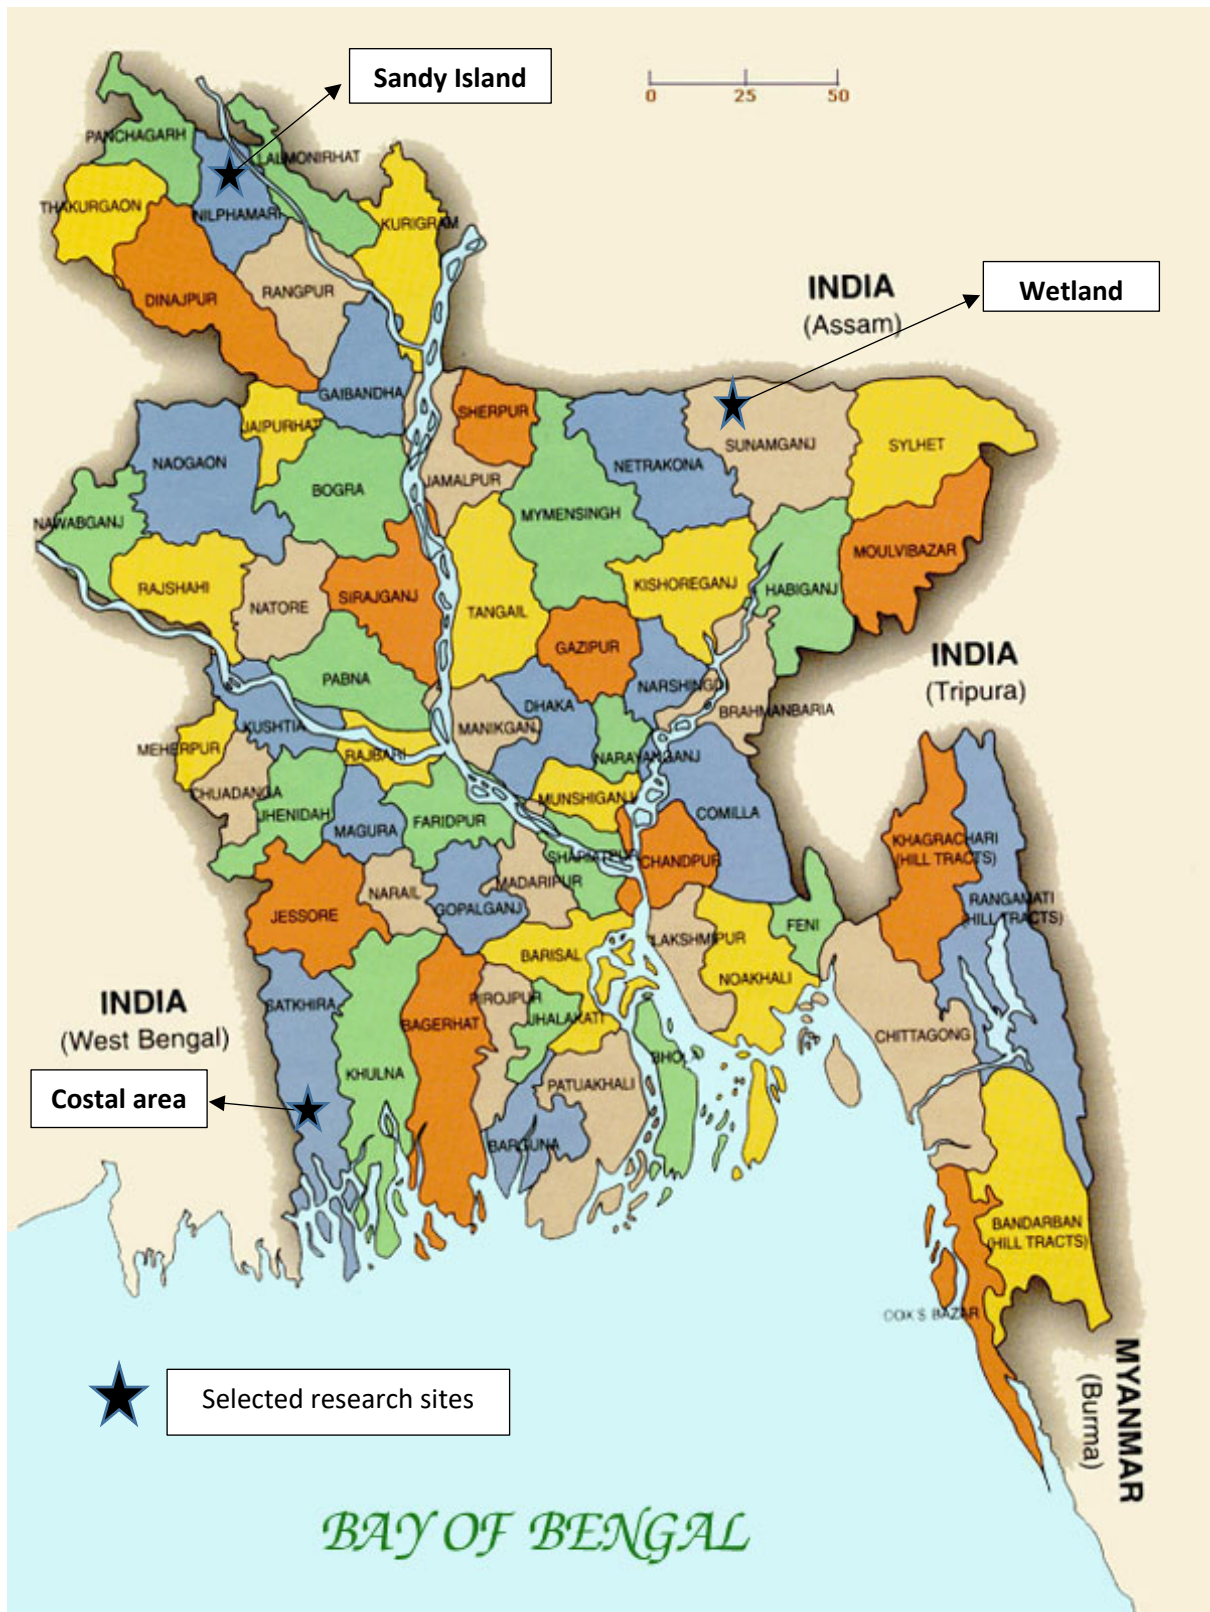 Sandy Island
0 25 50
PANCHAGARH
LALMONIRHAT
THAKURGAON
NILPHAMARI
KURIGRAM
DINAJPUR
RANGPUR
INDIA
(Assam)
Wetland
GAIBANDHA
SHERPUR
JAIPURHAT
SUNAMGANJ
SYLHET
NAOGAON
NETRAKONA
BOGRA
JAMALPUR
NAWABGANJ
MYMENSINGH
MOULVIBAZAR
RAJSHAHI
KISHOREGANJ
HABIGANJ
NATORE
SIRAJGANJ
TANGAIL
GAZIPUR
INDIA
(Tripura)
PABNA
NARSHINGDI
DHAKA
BRAHMANBARIA
KUSHTIA
MANIKGANJ
MEHERPUR
RAJBARI
NARAYANGANJ
CHUADANGA
MUNSHIGANJ
JHENIDAH
COMILLA
MAGURA
FARIDPUR
KHAGRACHARI
(HILL TRACTS)
SHARIATPUR
CHANDPUR
MADARIPUR
NARAIL
RANGAMATI
(HILL TRACTS)
JESSORE
GOPALGANJ
FENI
LAKSHMIPUR
BARISAL
NOAKHALI
INDIA
(West Bengal)
SATKHIRA
PIROJPUR
JHALAKATI
BAGERHAT
CHITTAGONG
BHOLA
KHULNA
PATUAKHALI
Costal area
BARGUNA
BANDARBAN
(HILL TRACTS)
COX'S BAZAR
MYANMAR
(Burma)
Selected research sites
BAY OF BENGAL